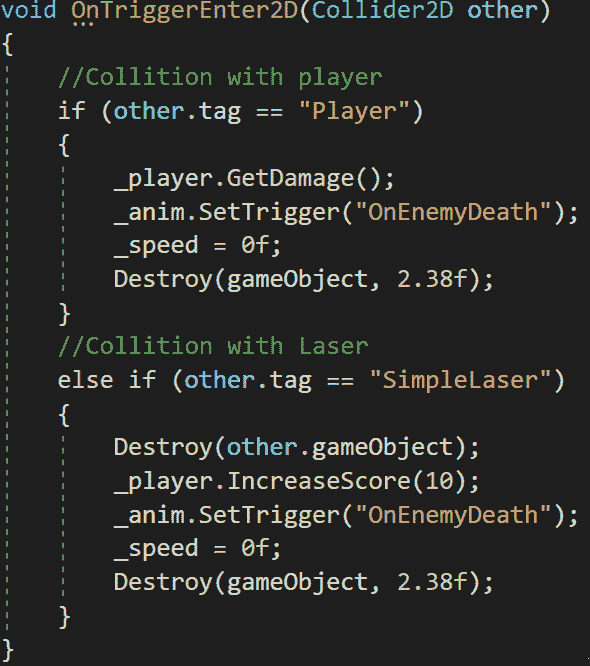 void OnTriggerEnter2D(Collider2D other)
{
    //Collition with player
    if (other.tag == "Player")
    {
        _player.GetDamage();
        _anim.SetTrigger("OnEnemyDeath");
        _speed = 0f;
        Destroy(gameObject, 2.38f);
    }
    //Collition with Laser
    else if (other.tag == "SimpleLaser")
    {
        Destroy(other.gameObject);
        _player.IncreaseScore(10);
        _anim.SetTrigger("OnEnemyDeath");
        _speed = 0f;
        Destroy(gameObject, 2.38f);
    }
}